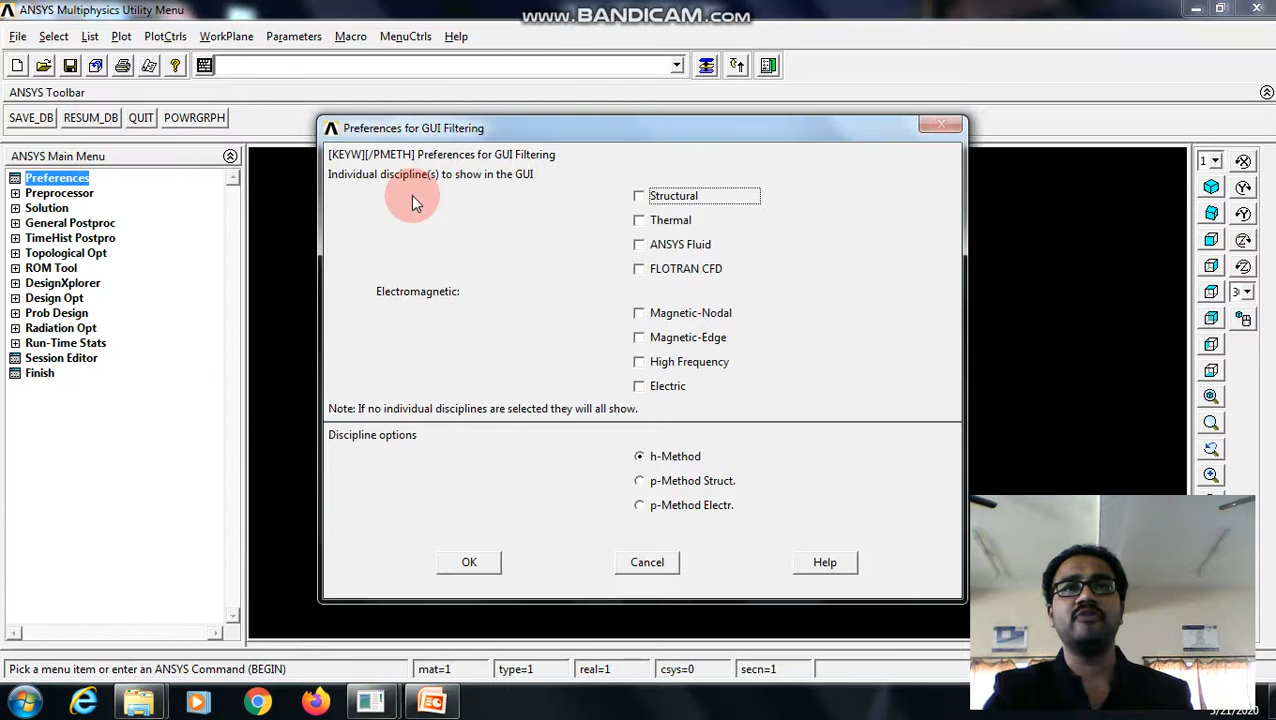 ANSYS Multiphysics Utility Menu
www.BANDICAM.com
File Select List Plot PlotCtrls WorkPlane Parameters Macro MenuCtrls Help
ANSYS Toolbar
SAVE_DB RESUM_DB QUIT POWRGRPH
ANSYS Main Menu
Preferences
Preprocessor
Solution
General Postproc
TimeHist Postpro
Topological Opt
ROM Tool
DesignXplorer
Design Opt
Prob Design
Radiation Opt
Run-Time Stats
Session Editor
Finish
Preferences for GUI Filtering
[KEYW][/PMETH] Preferences for GUI Filtering
Individual discipline(s) to show in the GUI
Structural
Thermal
ANSYS Fluid
FLOTRAN CFD
Electromagnetic:
Magnetic-Nodal
Magnetic-Edge
High Frequency
Electric
Note: If no individual disciplines are selected they will all show.
Discipline options
h-Method
p-Method Struct.
p-Method Electr.
OK Cancel Help
1
Pick a menu item or enter an ANSYS Command (BEGIN) mat=1 type=1 real=1 csys=0 secn=1